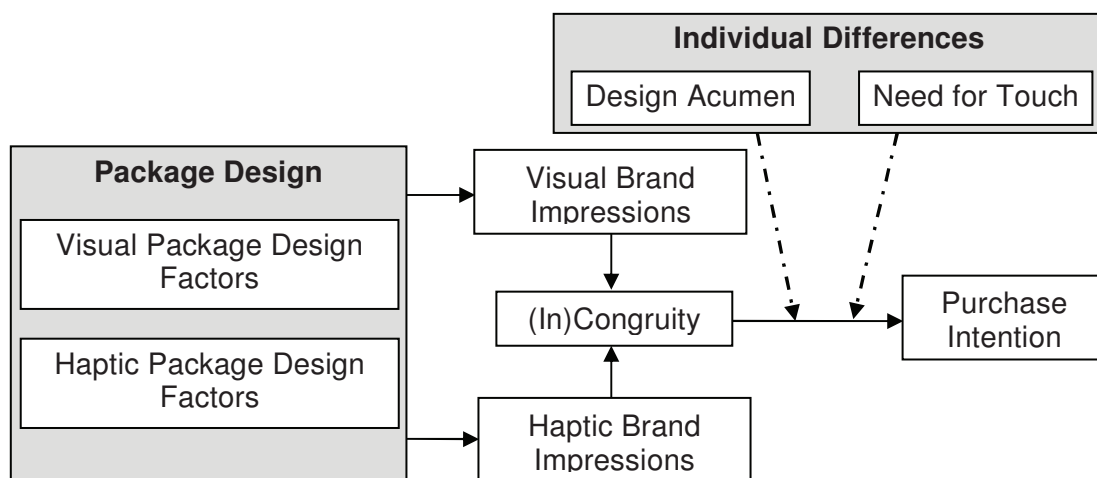 Individual Differences
Design Acumen
Need for Touch
Package Design
Visual Package Design
Factors
Haptic Package Design
Factors
Visual Brand
Impressions
(In)Congruity
Haptic Brand
Impressions
Purchase
Intention